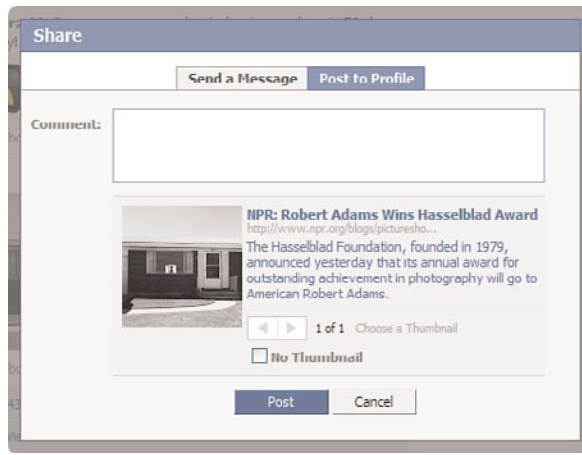 Share
Send a Message
Post to Profile
Comment:
NPR: Robert Adams Wins Hasselblad Award
http://www.npr.org/blogs/picturesho...
The Hasselblad Foundation, founded in 1979,
announced yesterday that its annual award for
outstanding achievement in photography will go to
American Robert Adams.
1 of 1 Choose a Thumbnail
No Thumbnail
Post
Cancel